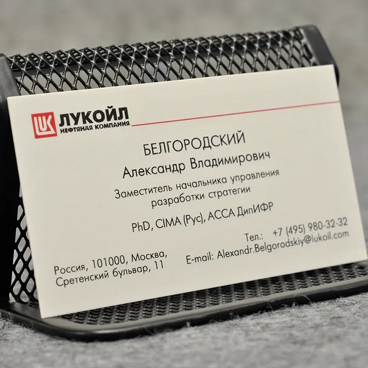 ЛУКОЙЛ
НЕФТЯНАЯ КОМПАНИЯ
БЕЛГОРОДСКИЙ
Александр Владимирович
Заместитель начальника управления
разработки стратегии
PhD, CIMA (Рус), ACCA ДипИФР
Россия, 101000, Москва,
Сретенский бульвар, 11
Тел.: +7 (495) 980-32-32
E-mail: Alexandr.Belgorodskiy@lukoil.com